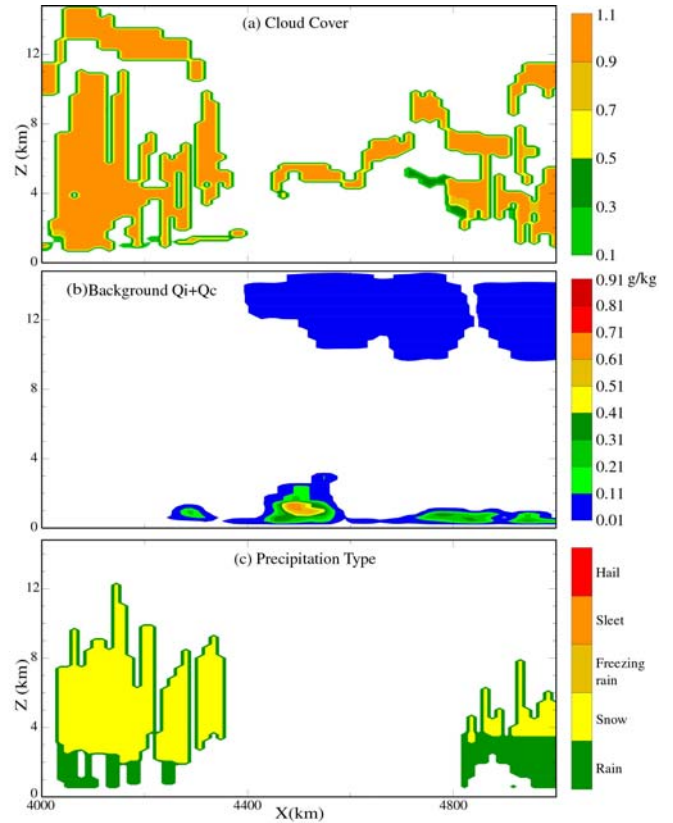 (a) Cloud Cover
Z (km)
12
8
4
0
1.1
0.9
0.7
0.5
0.3
0.1
(b)Background Qi+Qc
12
8
4
0
0.91 g/kg
0.81
0.71
0.61
0.51
0.41
0.31
0.21
0.11
0.01
(c) Precipitation Type
Z (km)
12
8
4
0
4000
4400
4800
X(km)
Hail
Sleet
Freezing
rain
Snow
Rain